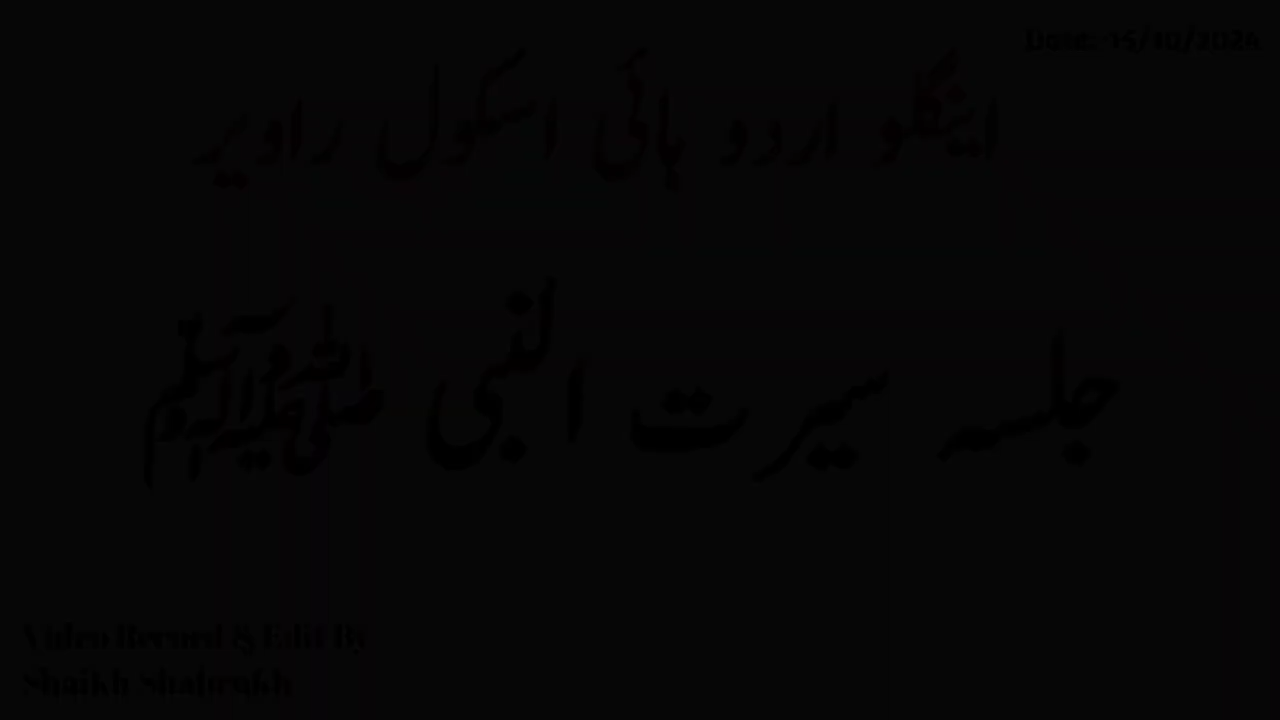 Date: 15/10/2024
اینگلو اردو ہائی اسکول راویر
جلسہ سیرت النبی ﷺ
Video Record & Edit By
Shaikh Shahrukh